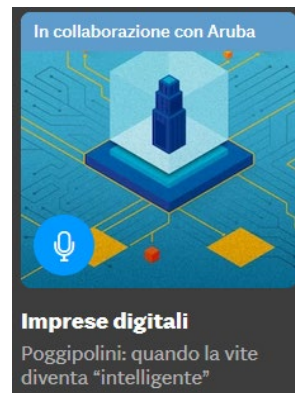 In collaborazione con Aruba
Imprese digitali
Poggipolini: quando la vite
diventa “intelligente”